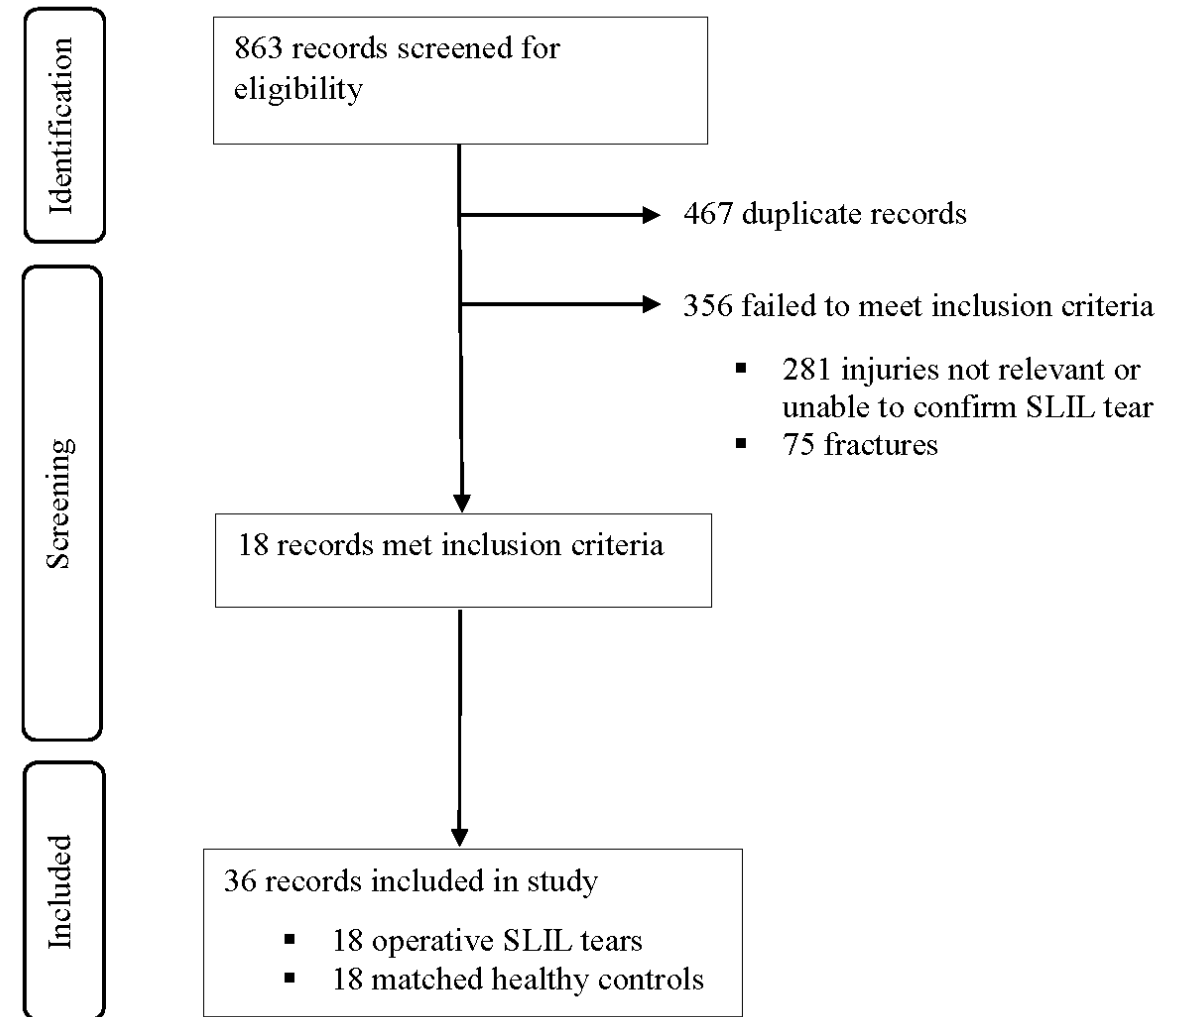 Identification
863 records screened for
eligibility
467 duplicate records
Screening
356 failed to meet inclusion criteria
▪ 281 injuries not relevant or
unable to confirm SLIL tear
▪ 75 fractures
18 records met inclusion criteria
Included
36 records included in study
▪ 18 operative SLIL tears
▪ 18 matched healthy controls